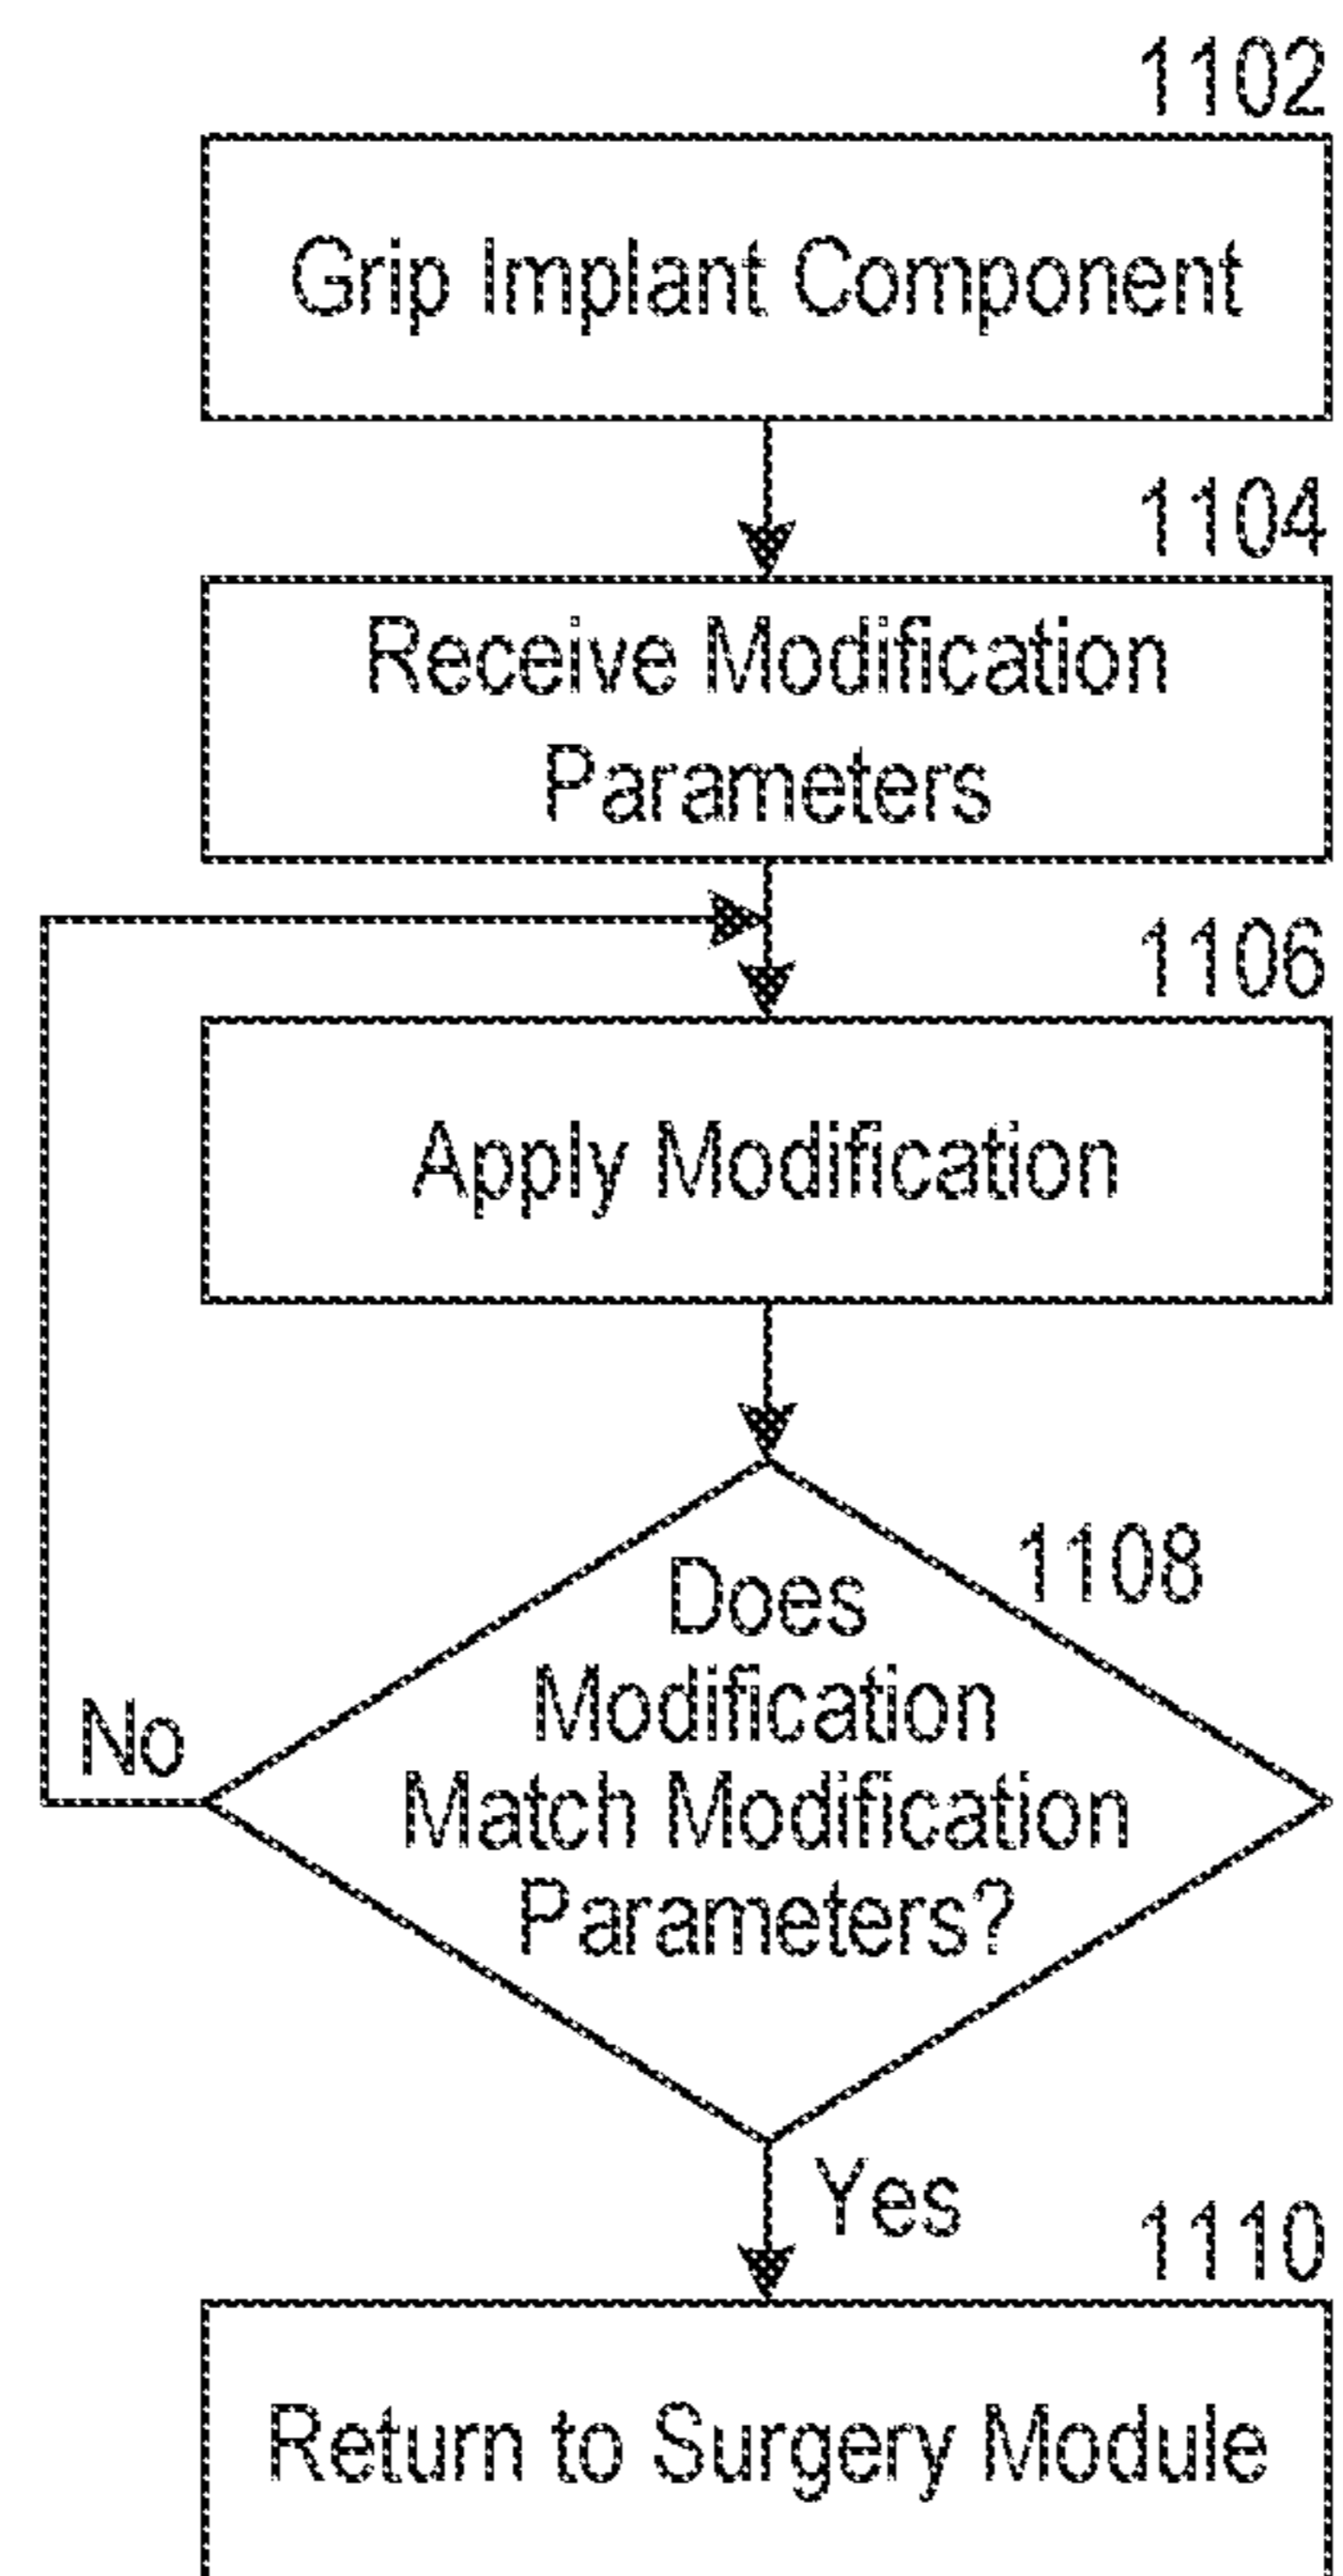 1102
Grip Implant Component
1104
Receive Modification
Parameters
1106
Apply Modification
1108
Does
Modification
Match Modification
Parameters?
No
Yes
1110
Return to Surgery Module